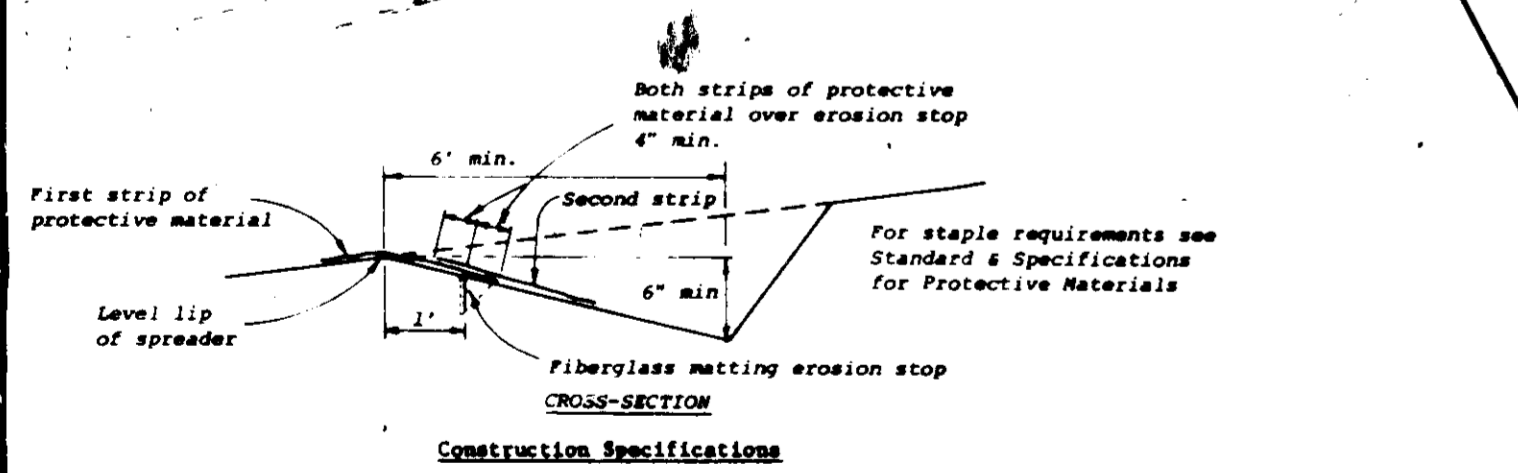 Both strips of protective
material over erosion stop
4" min.
6' min.
First strip of
protective material
Second strip
For staple requirements see
Standard & Specifications
for Protective Materials
6" min
Level lip
of spreader
1'
Fiberglass matting erosion stop
CROSS-SECTION
Construction Specifications